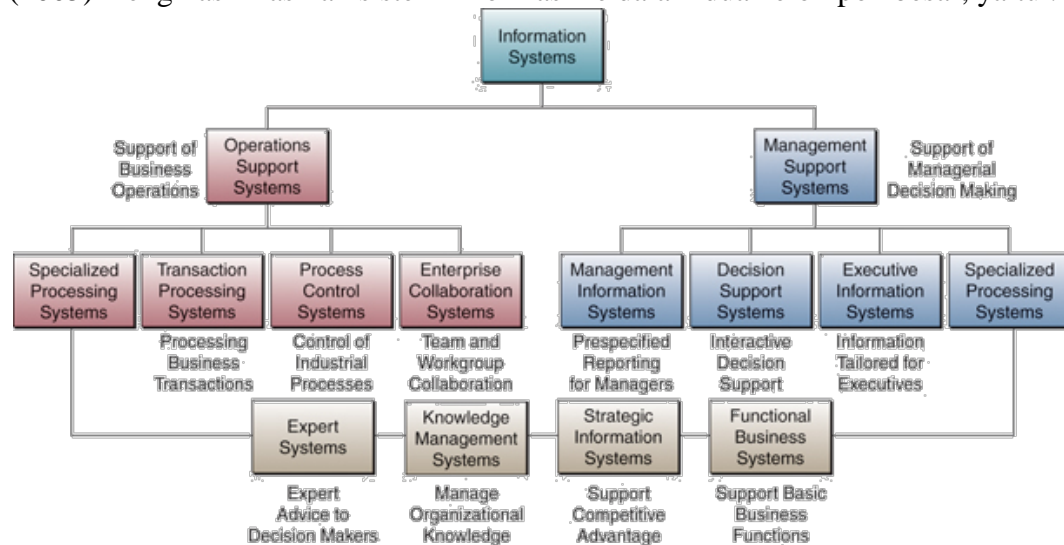 Information
Systems
Support of
Business
Operations
Operations
Support
Systems
Management
Support
Systems
Support of
Managerial
Decision Making
Specialized
Processing
Systems
Transaction
Processing
Systems
Process
Control
Systems
Enterprise
Collaboration
Systems
Management
Information
Systems
Decision
Support
Systems
Executive
Information
Systems
Specialized
Processing
Systems
Processing
Business
Transactions
Control of
Industrial
Processes
Team and
Workgroup
Collaboration
Prespecified
Reporting
for Managers
Interactive
Decision
Support
Information
Tailored for
Executives
Expert
Systems
Knowledge
Management
Systems
Strategic
Information
Systems
Functional
Business
Systems
Expert
Advice to
Decision Makers
Manage
Organizational
Knowledge
Support
Competitive
Advantage
Support Basic
Business
Functions